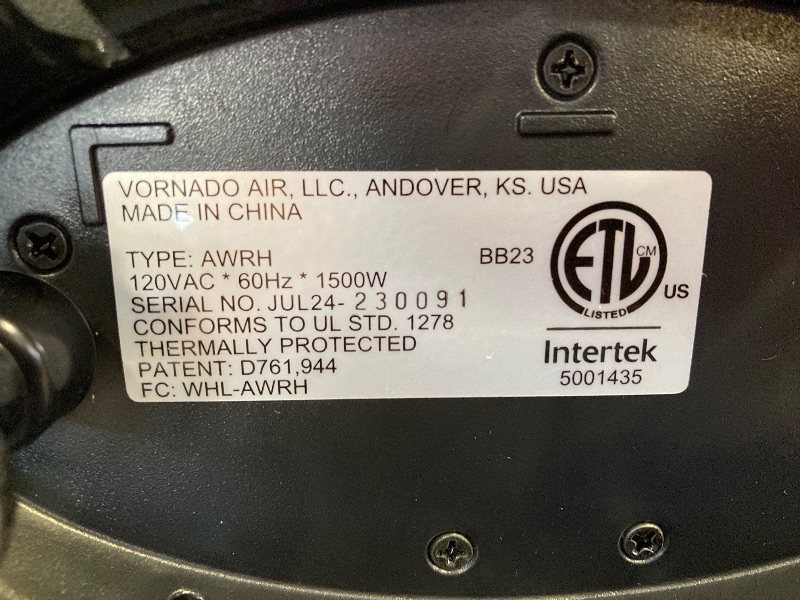 VORNADO AIR, LLC., ANDOVER, KS. USA
MADE IN CHINA
TYPE: AWRH
BB23
120VAC * 60Hz * 1500W
SERIAL NO. JUL24- 230091
CONFORMS TO UL STD. 1278
THERMALLY PROTECTED
PATENT: D761,944
FC: WHL-AWRH
ETL CM
LISTED
US
Intertek
5001435